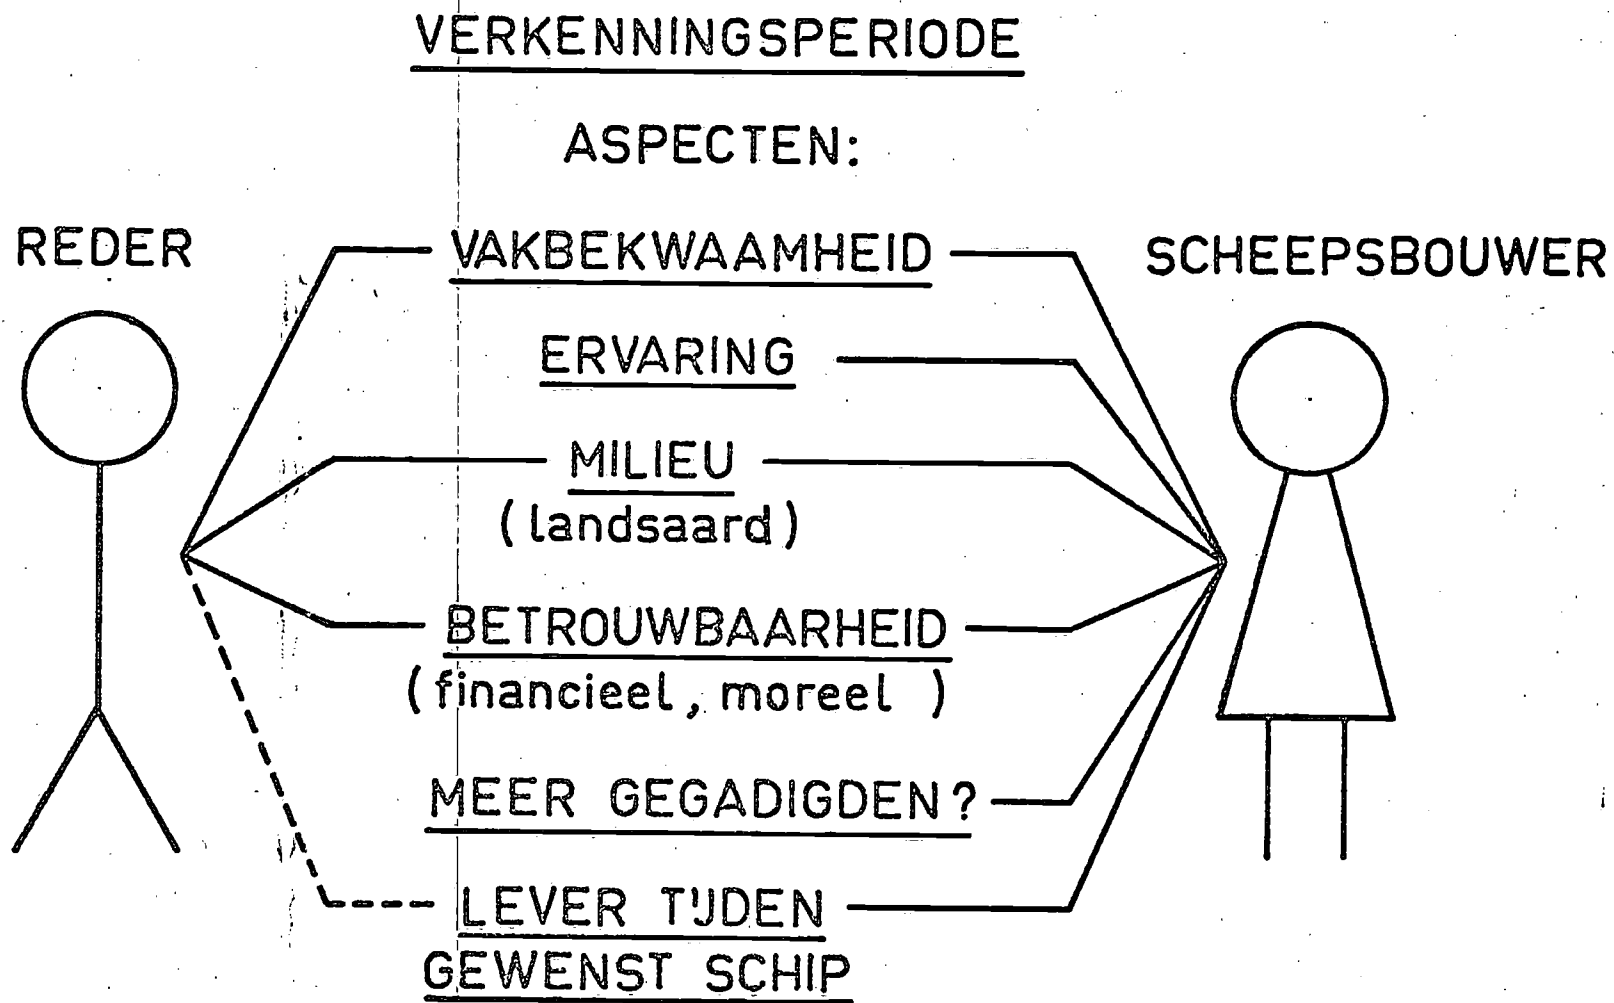 VERKENNINGSPERIODE
ASPECTEN:
REDER
VAKBEKWAAMHEID
SCHEEPSBOUWER
ERVARING
MILIEU
(landsaard)
BETROUWBAARHEID
(financieel, moreel )
MEER GEGADIGDEN?
LEVER TIJDEN
GEWENST SCHIP